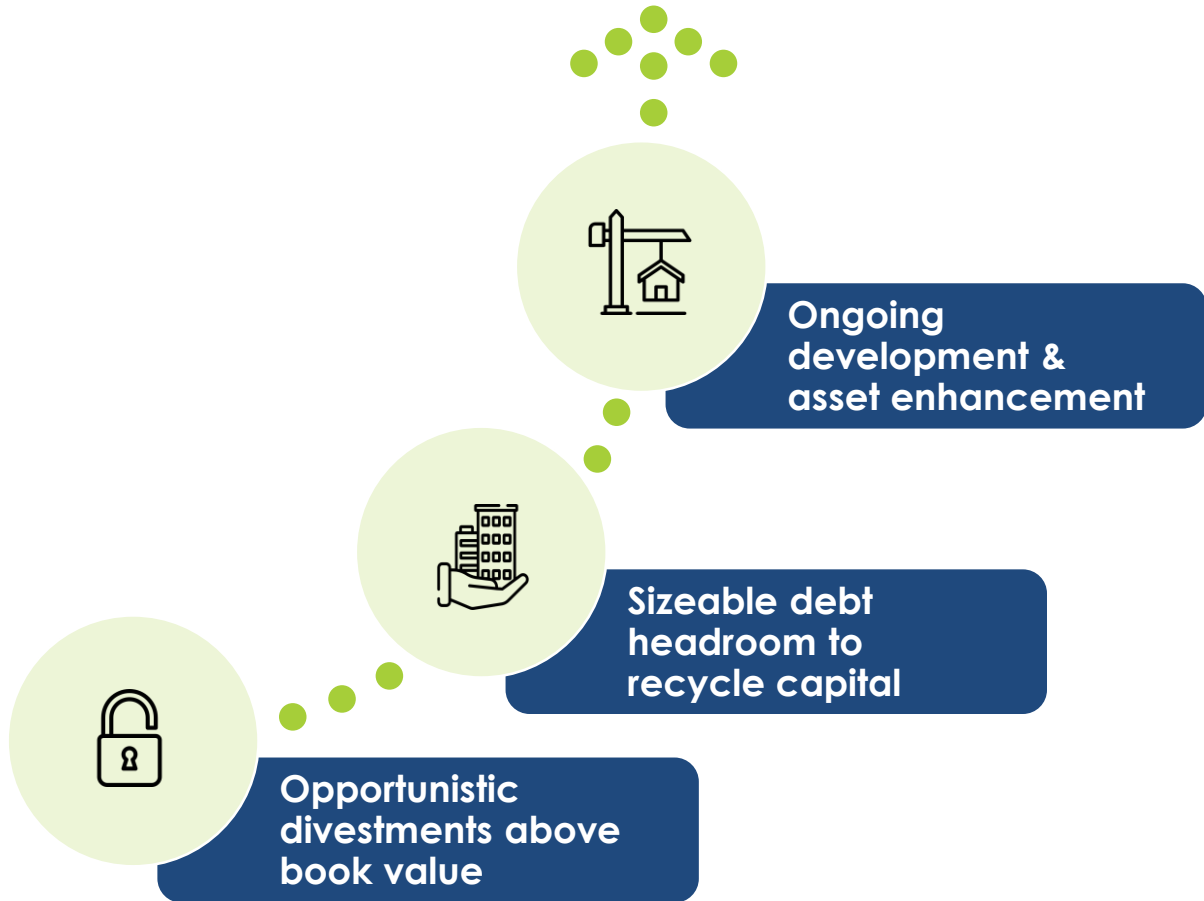 Ongoing
development &
asset enhancement
Sizeable debt
headroom to
recycle capital
Opportunistic
divestments above
book value